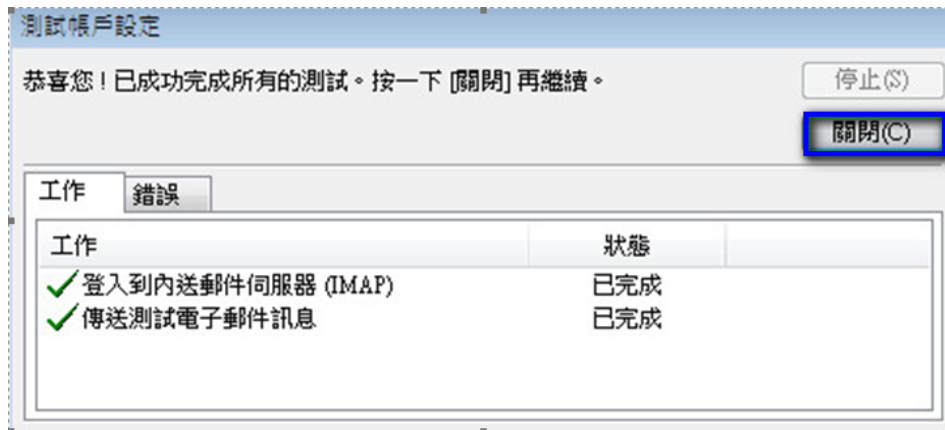 測試帳戶設定
恭喜您!已成功完成所有的測試。按一下 [關閉] 再繼續。
停止(S)
關閉(C)
工作 錯誤
工作 狀態
登入到內送郵件伺服器 (IMAP) 已完成
傳送測試電子郵件訊息 已完成